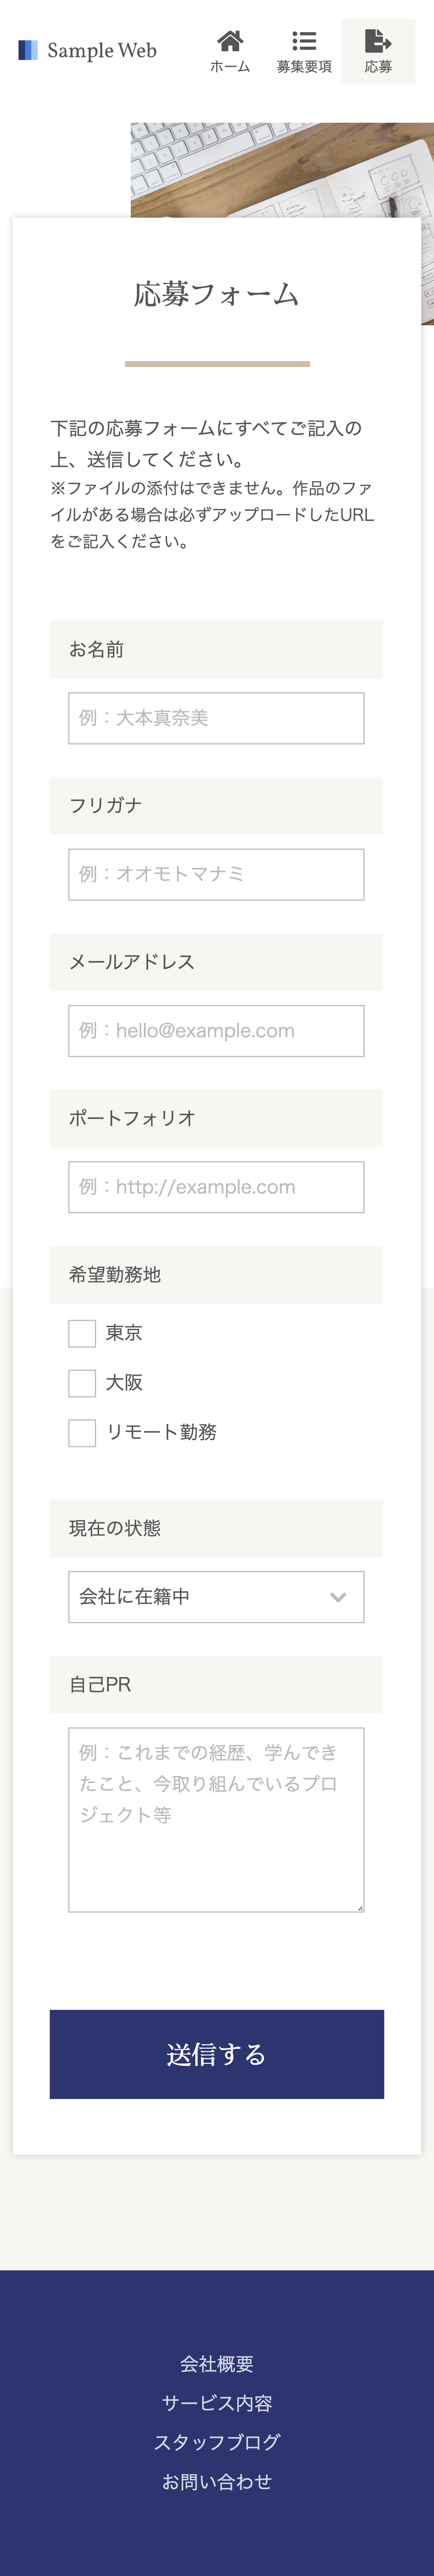 Sample Web
ホーム
募集要項
応募
応募フォーム
下記の応募フォームにすべてご記入の
上、送信してください。
※ファイルの添付はできません。作品のファ
イルがある場合は必ずアップロードしたURL
をご記入ください。
お名前
例：大本真奈美
フリガナ
例：オオモトマナミ
メールアドレス
例：hello@example.com
ポートフォリオ
例：http://example.com
希望勤務地
東京
大阪
リモート勤務
現在の状態
会社に在籍中
自己PR
例：これまでの経歴、学んでき
たこと、今取り組んでいるプロ
ジェクト等
送信する
会社概要
サービス内容
スタッフブログ
お問い合わせ